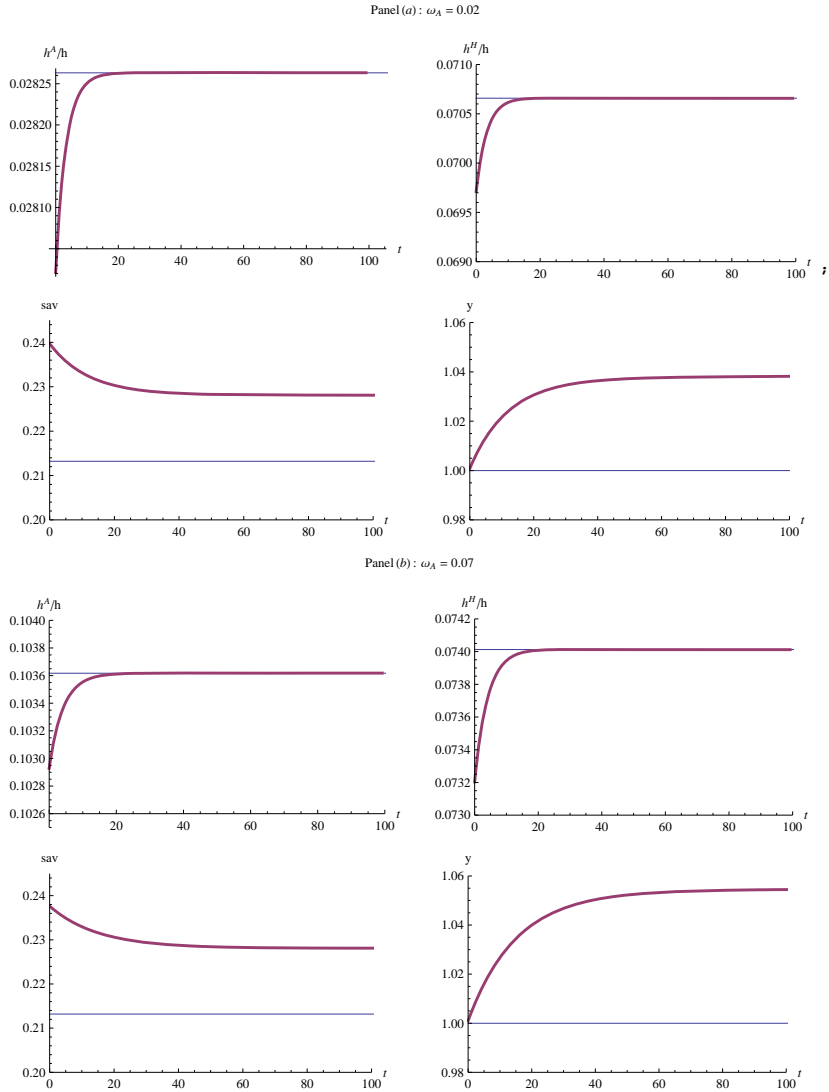 Panel (a) : ωA = 0.02
hA/h
0.02825
0.02820
0.02815
0.02810
20 40 60 80 100 t
hH/h
0.0710
0.0705
0.0700
0.0695
0.0690
0 20 40 60 80 100 t
;
sav
0.24
0.23
0.22
0.21
0.20
0 20 40 60 80 100 t
y
1.06
1.04
1.02
1.00
0.98
0 20 40 60 80 100 t
Panel (b) : ωA = 0.07
hA/h
0.1040
0.1038
0.1036
0.1034
0.1032
0.1030
0.1028
0.1026
0 20 40 60 80 100 t
hH/h
0.0742
0.0740
0.0738
0.0736
0.0734
0.0732
0.0730
0 20 40 60 80 100 t
sav
0.24
0.23
0.22
0.21
0.20
0 20 40 60 80 100 t
y
1.06
1.04
1.02
1.00
0.98
0 20 40 60 80 100 t